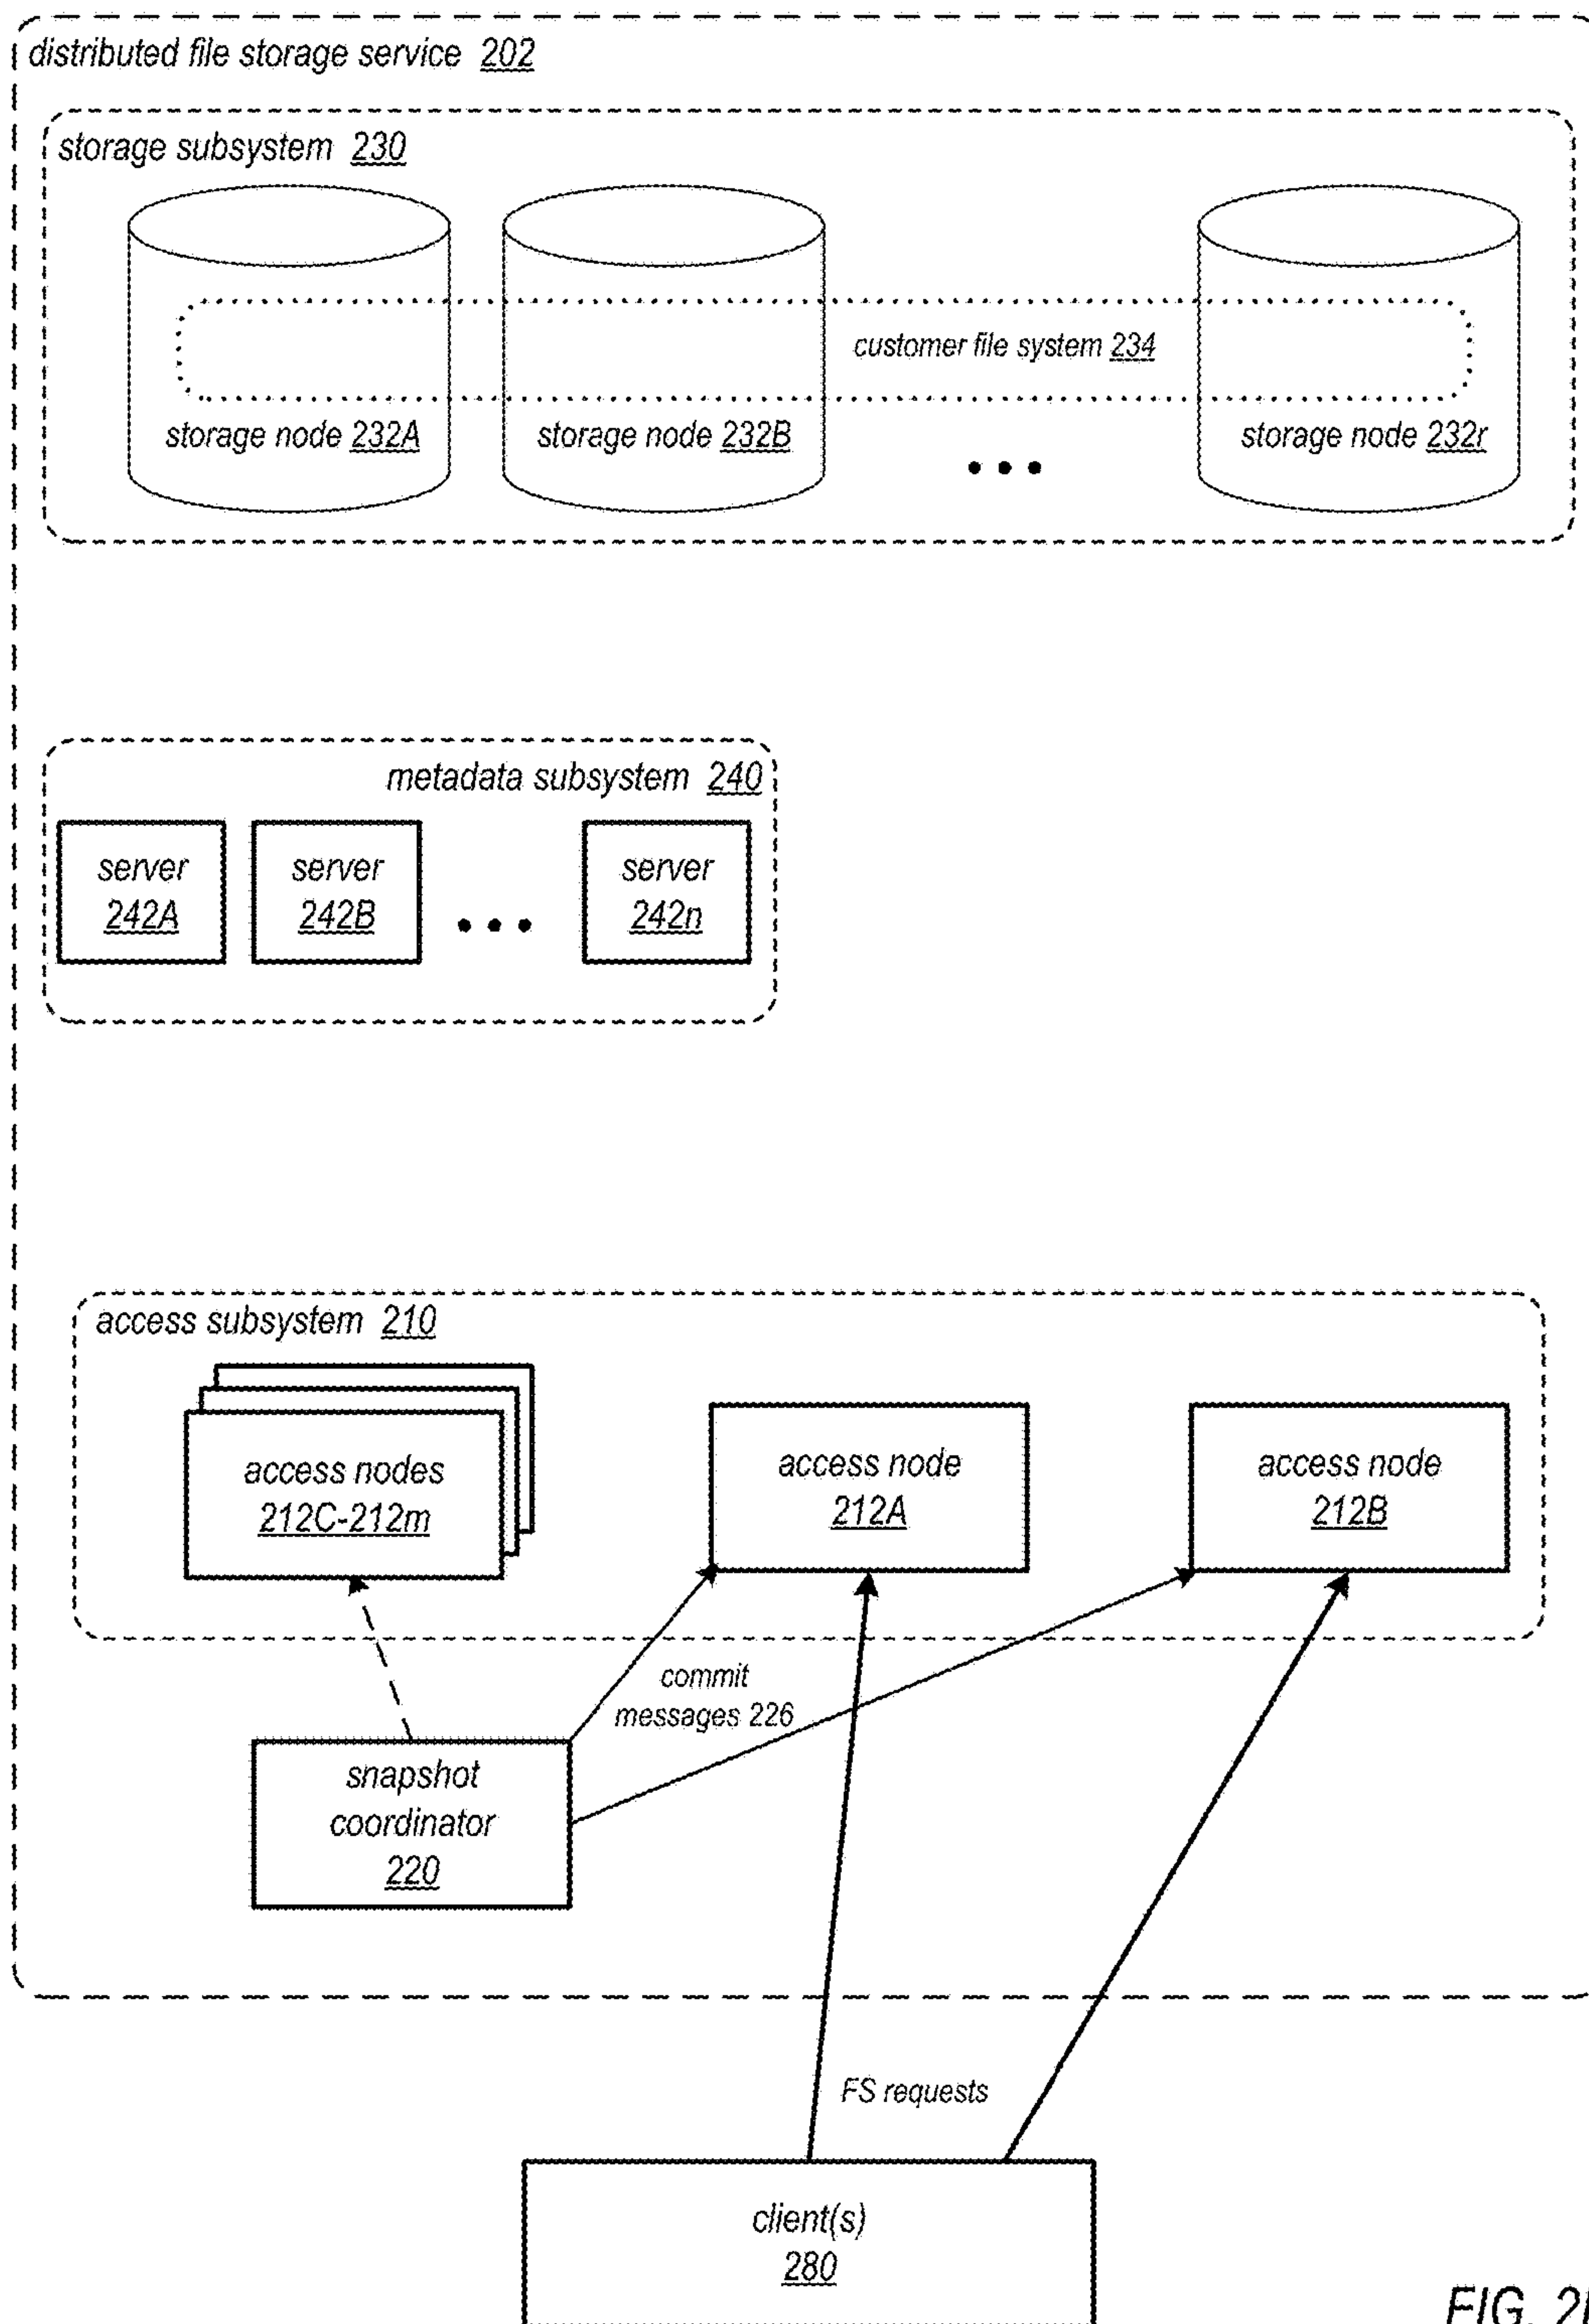 distributed file storage service 202
storage subsystem 230
customer file system 234
storage node 232A
storage node 232B
storage node 232r
metadata subsystem 240
server
242A
server
242B
server
242n
access subsystem 210
access nodes
212C-212m
access node
212A
access node
212B
commit
messages 226
snapshot
coordinator
220
FS requests
client(s)
280
FIG.